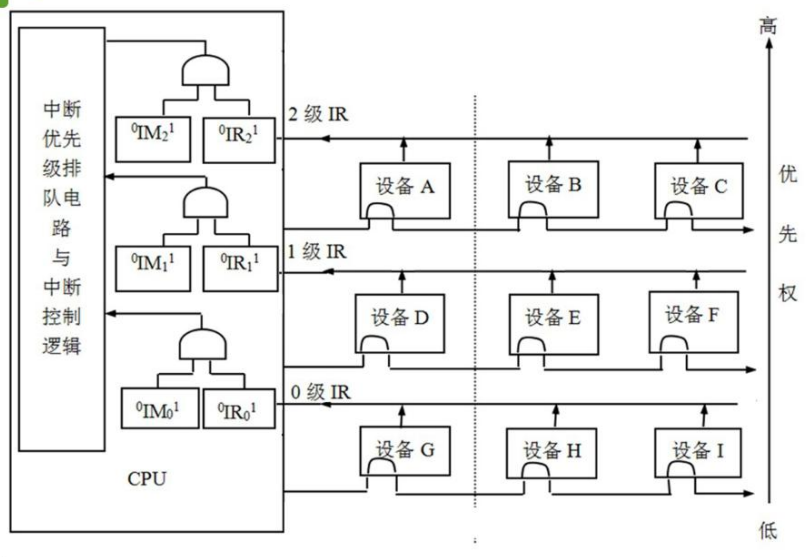 高
中断
优先
级排
队电
路
与
中断
控制
逻辑
⁰IM₂¹
⁰IR₂¹
2 级 IR
设备 A
设备 B
设备 C
优
先
权
⁰IM₁¹
⁰IR₁¹
1 级 IR
设备 D
设备 E
设备 F
⁰IM₀¹
⁰IR₀¹
0 级 IR
设备 G
设备 H
设备 I
CPU
低